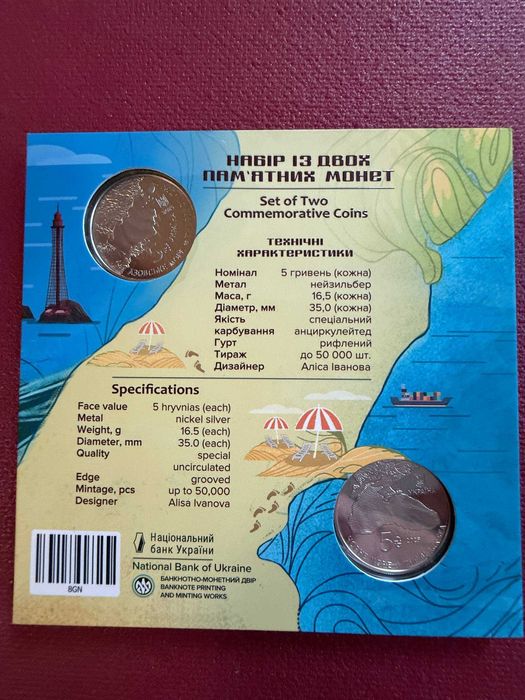 НАБІР ІЗ ДВОХ
ПАМ'ЯТНИХ МОНЕТ
Set of Two
Commemorative Coins
ТЕХНІЧНІ
ХАРАКТЕРИСТИКИ
Номінал 5 гривень (кожна)
Метал нейзильбер
Маса, г 16,5 (кожна)
Діаметр, мм 35,0 (кожна)
Якість спеціальний
карбування анциркулейтед
Гурт рифлений
Тираж до 50 000 шт.
Дизайнер Аліса Іванова
Specifications
Face value 5 hryvnias (each)
Metal nickel silver
Weight, g 16.5 (each)
Diameter, mm 35.0 (each)
Quality special
uncirculated
Edge grooved
Mintage, pcs up to 50,000
Designer Alisa Ivanova
8GN
Національний
банк України
National Bank of Ukraine
БАНКНОТНО-МОНЕТНИЙ ДВІР
BANKNOTE PRINTING
AND MINTING WORKS
АЗОВСЬКЕ МОРЕ
УКРАЇНА
5